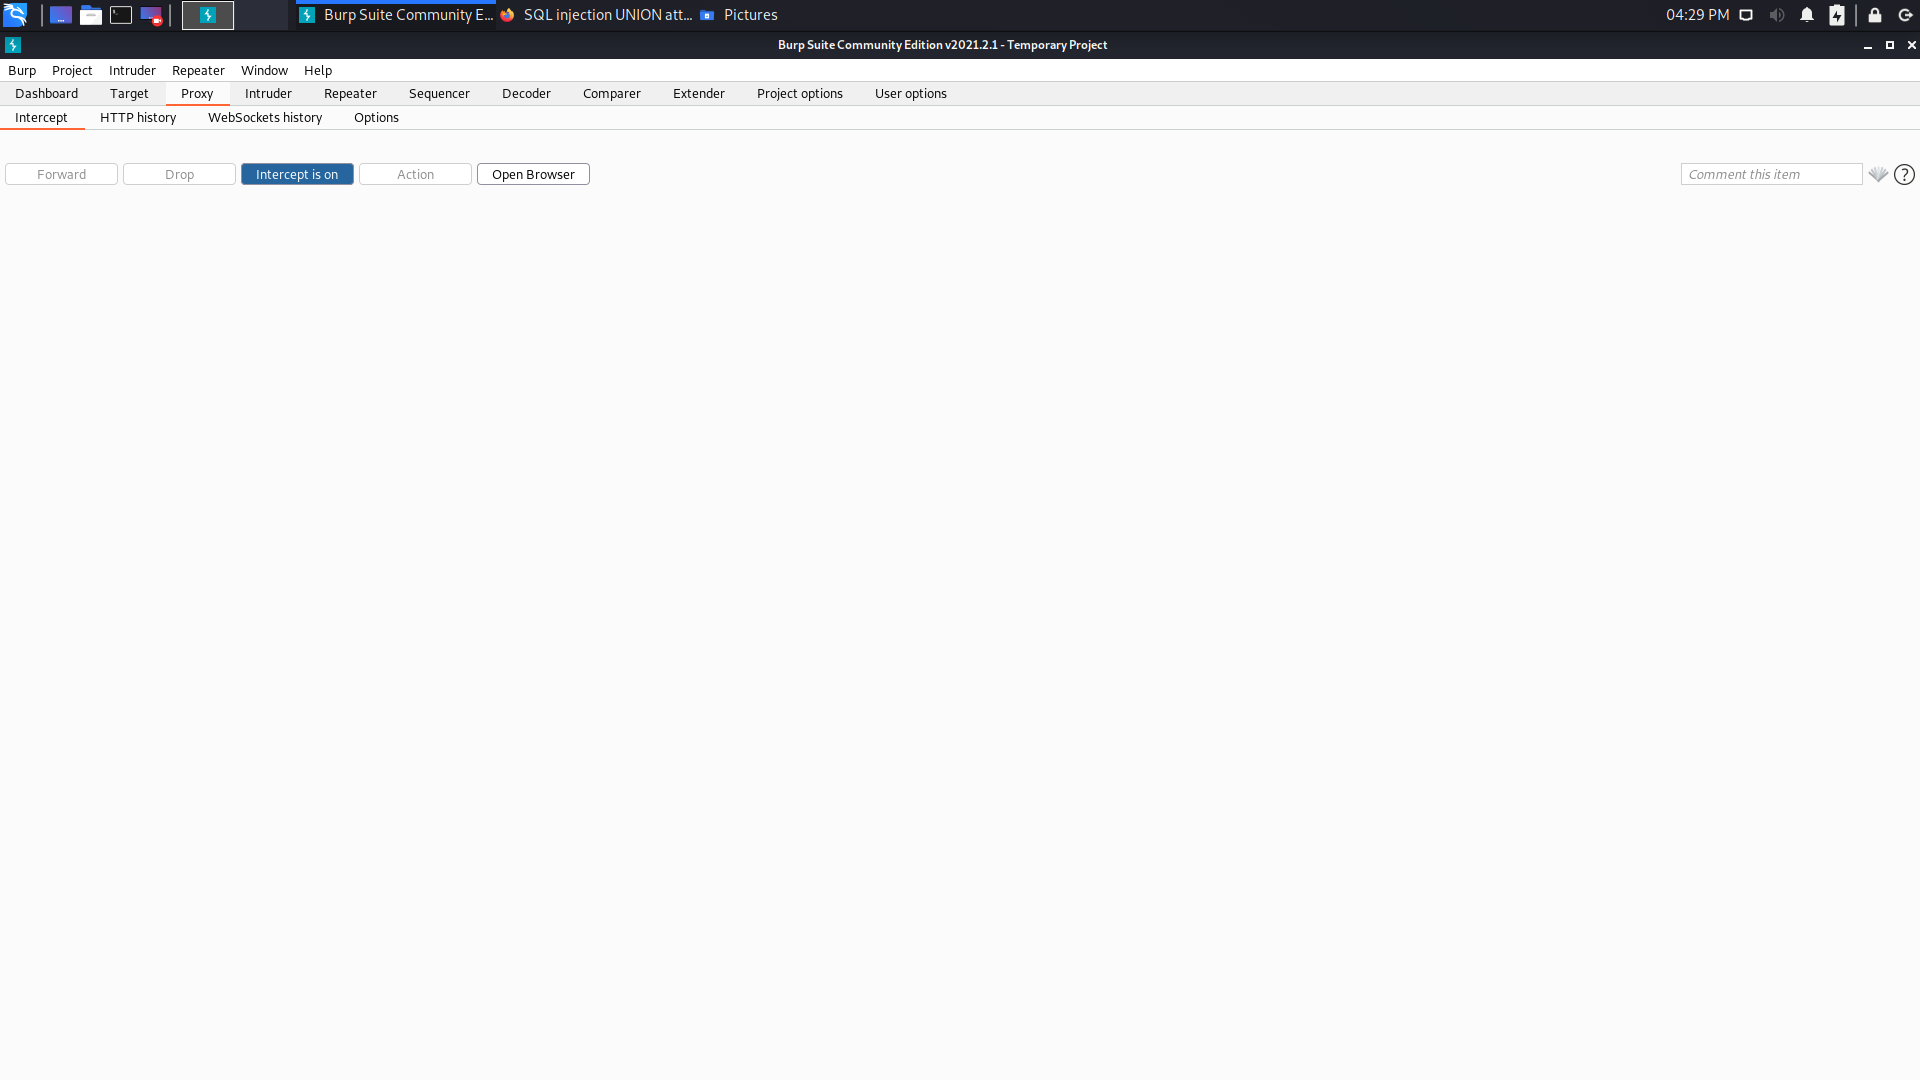 Burp Suite Community E... SQL injection UNION att... Pictures 04:29 PM
Burp Suite Community Edition v2021.2.1 - Temporary Project
Burp Project Intruder Repeater Window Help
Dashboard Target Proxy Intruder Repeater Sequencer Decoder Comparer Extender Project options User options
Intercept HTTP history WebSockets history Options
Forward Drop Intercept is on Action Open Browser Comment this item ?